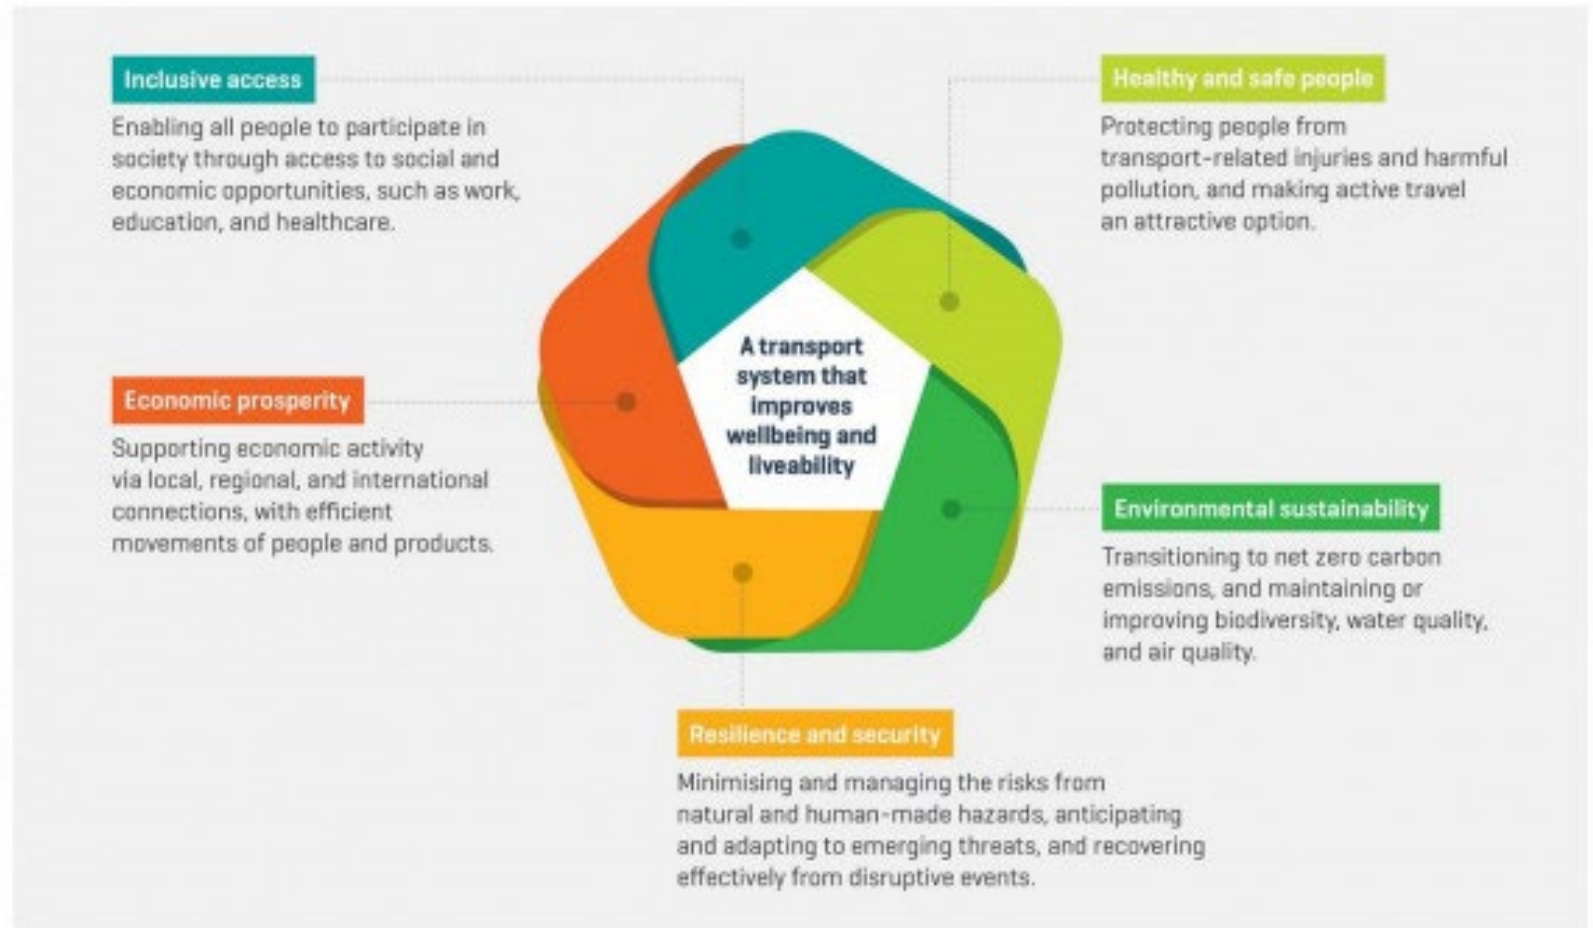 Inclusive access
Enabling all people to participate in
society through access to social and
economic opportunities, such as work,
education, and healthcare.
Healthy and safe people
Protecting people from
transport-related injuries and harmful
pollution, and making active travel
an attractive option.
A transport
system that
improves
wellbeing and
liveability
Economic prosperity
Supporting economic activity
via local, regional, and international
connections, with efficient
movements of people and products.
Environmental sustainability
Transitioning to net zero carbon
emissions, and maintaining or
improving biodiversity, water quality,
and air quality.
Resilience and security
Minimising and managing the risks from
natural and human-made hazards, anticipating
and adapting to emerging threats, and recovering
effectively from disruptive events.